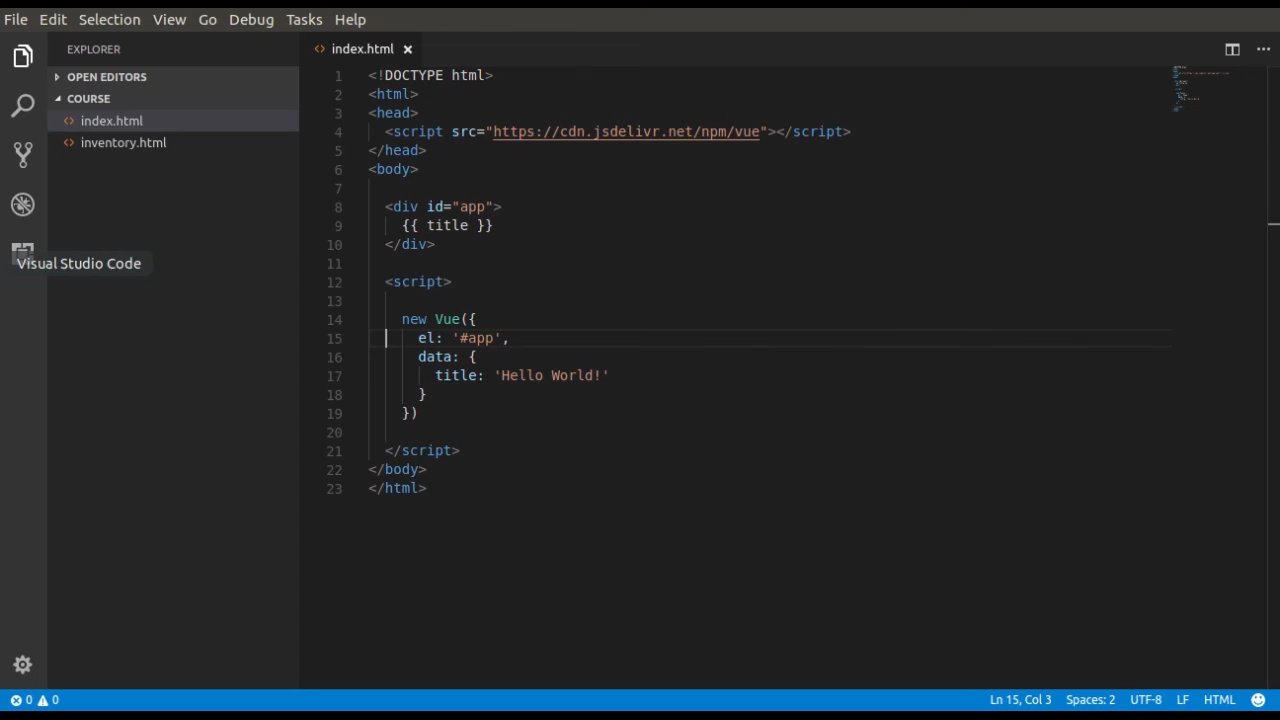 File Edit Selection View Go Debug Tasks Help
EXPLORER
OPEN EDITORS
COURSE
index.html
inventory.html
Visual Studio Code
index.html
1 <!DOCTYPE html>
2 <html>
3 <head>
4 <script src="https://cdn.jsdelivr.net/npm/vue"></script>
5 </head>
6 <body>
7
8 <div id="app">
9 {{ title }}
10 </div>
11
12 <script>
13
14 new Vue({
15 el: '#app',
16 data: {
17 title: 'Hello World!'
18 }
19 })
20
21 </script>
22 </body>
23 </html>
0 0 Ln 15, Col 3 Spaces: 2 UTF-8 LF HTML